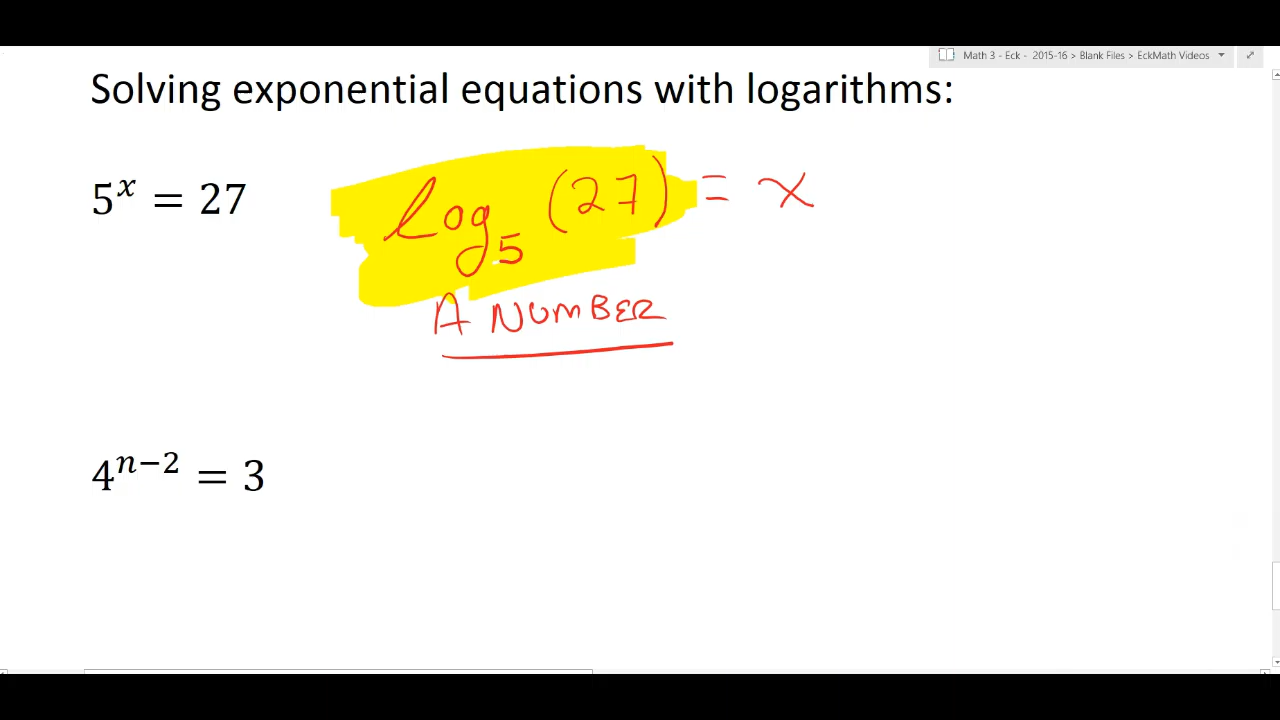 Math 3 - Eck - 2015-16 > Blank Files > EckMath Videos
Solving exponential equations with logarithms:
5^x = 27 log_5 (27) = x
A NUMBER
4^{n-2} = 3